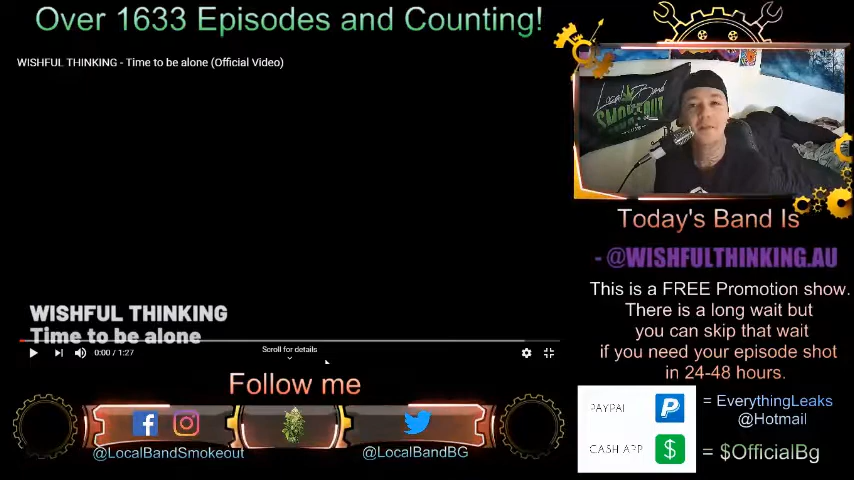 Over 1633 Episodes and Counting!
WISHFUL THINKING - Time to be alone (Official Video)
Local Band
SMOKEOUT
Today's Band Is
- @WISHFULTHINKING.AU
This is a FREE Promotion show.
There is a long wait but
you can skip that wait
if you need your episode shot
in 24-48 hours.
WISHFUL THINKING
Time to be alone
0:00 / 1:27
Scroll for details
Follow me
@LocalBandSmokeout
@LocalBandBG
PAYPAL
= EverythingLeaks
@Hotmail
CASH APP
= $OfficialBg